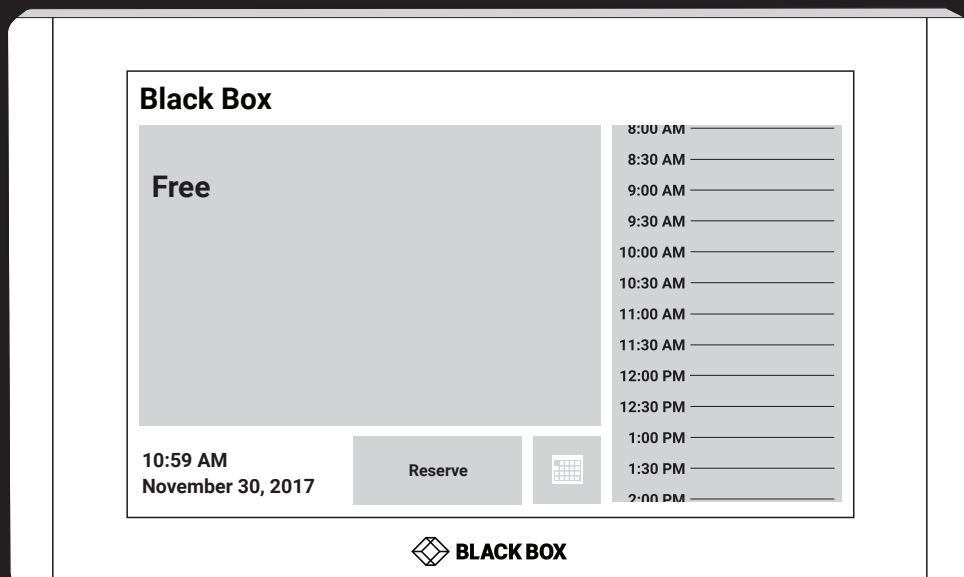 Black Box
Free
8:00 AM
8:30 AM
9:00 AM
9:30 AM
10:00 AM
10:30 AM
11:00 AM
11:30 AM
12:00 PM
12:30 PM
1:00 PM
1:30 PM
2:00 PM
10:59 AM
November 30, 2017
Reserve
BLACK BOX